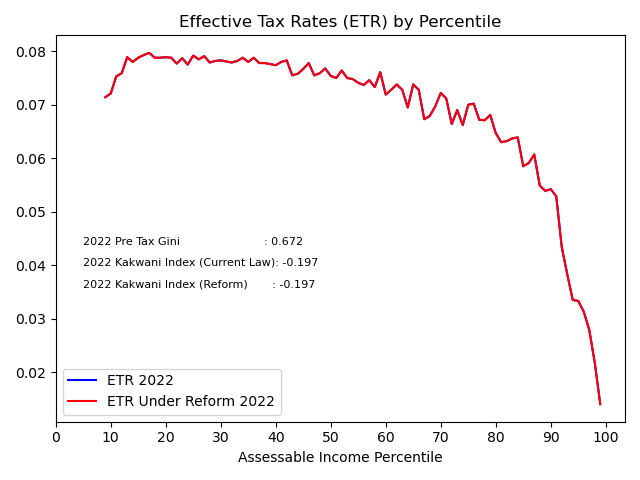 Effective Tax Rates (ETR) by Percentile
0.08
0.07
0.06
0.05
0.04
0.03
0.02
2022 Pre Tax Gini : 0.672
2022 Kakwani Index (Current Law): -0.197
2022 Kakwani Index (Reform) : -0.197
ETR 2022
ETR Under Reform 2022
0 10 20 30 40 50 60 70 80 90 100
Assessable Income Percentile